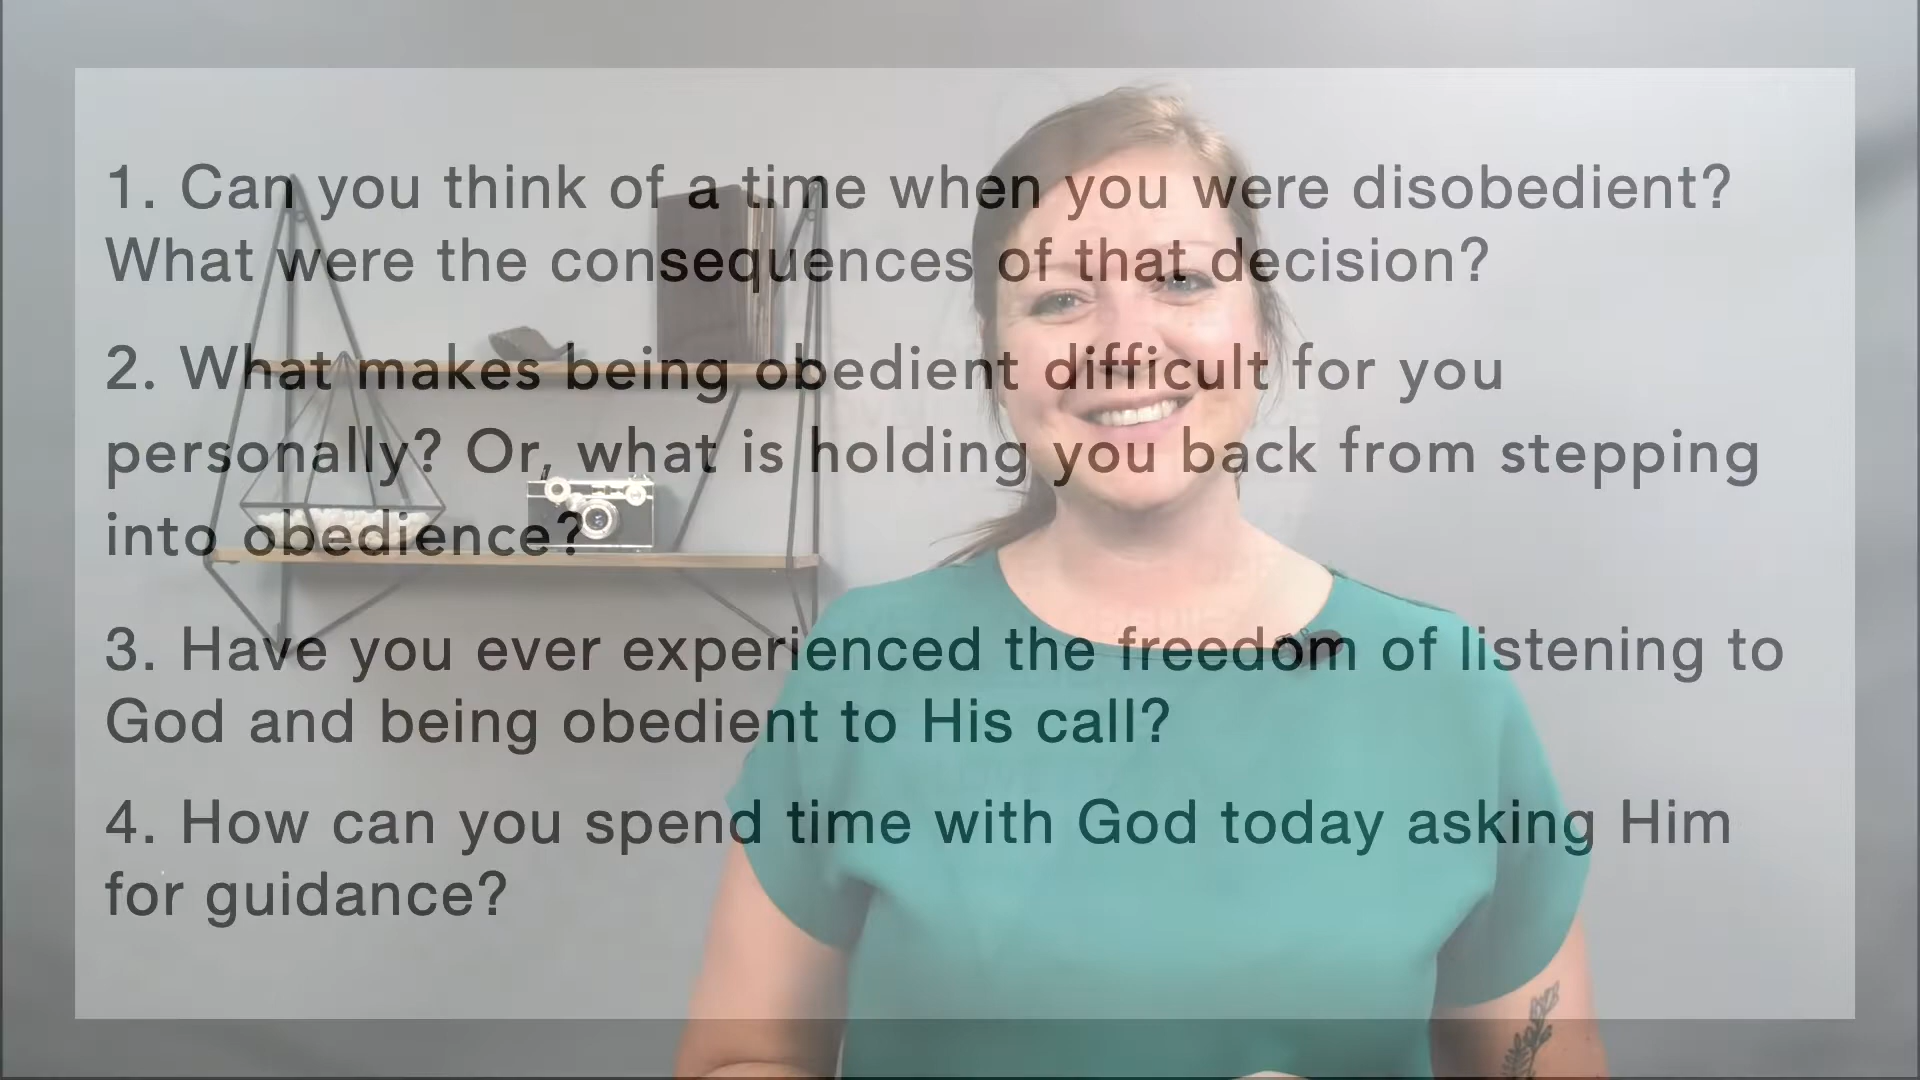 1. Can you think of a time when you were disobedient?
What were the consequences of that decision?
2. What makes being obedient difficult for you
personally? Or, what is holding you back from stepping
into obedience?
3. Have you ever experienced the freedom of listening to
God and being obedient to His call?
4. How can you spend time with God today asking Him
for guidance?